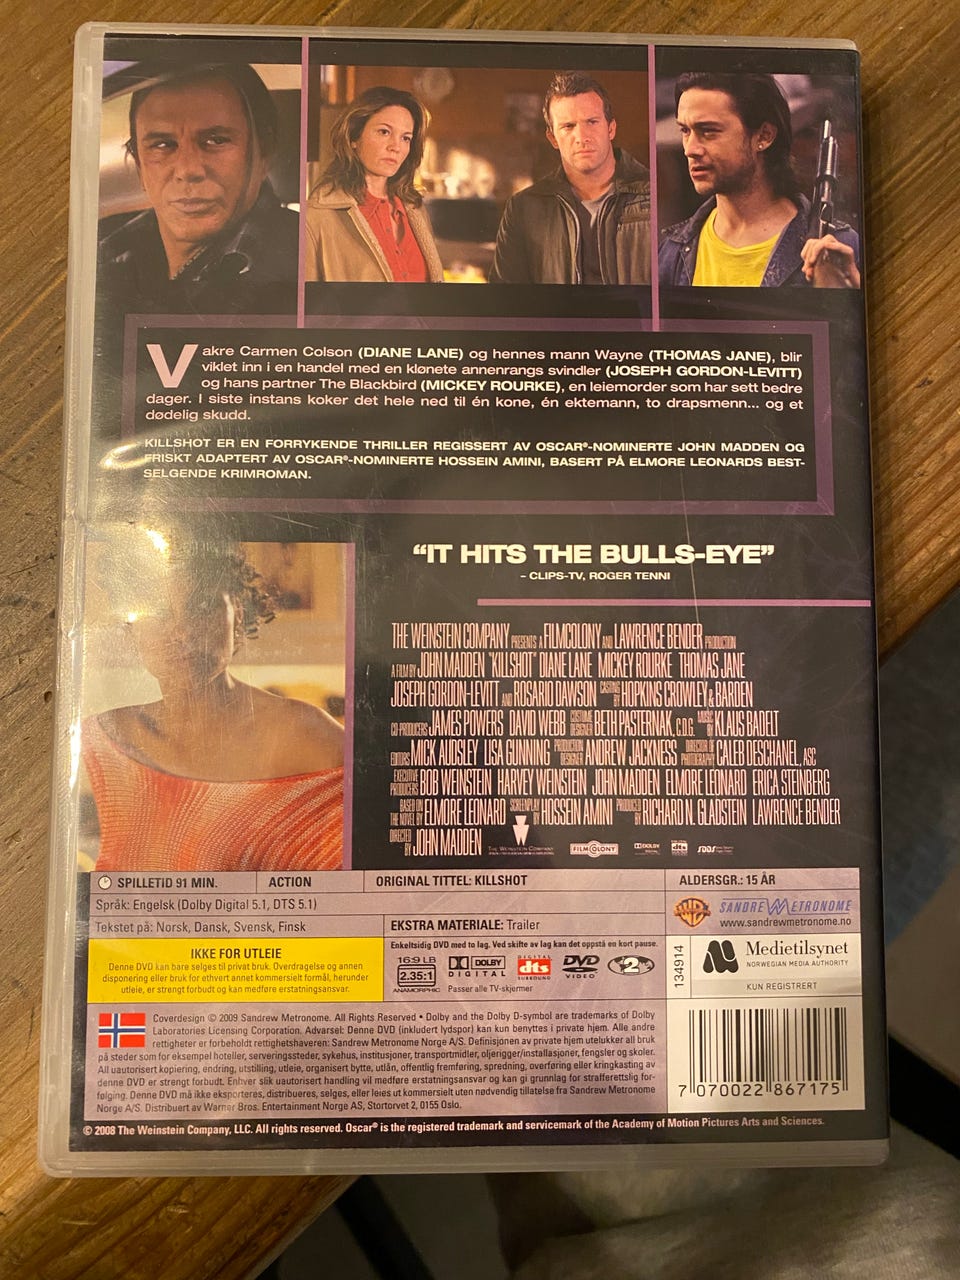 Vakre Carmen Colson (DIANE LANE) og hennes mann Wayne (THOMAS JANE), blir
viklet inn i en handel med en klønete annenrangs svindler (JOSEPH GORDON-LEVITT)
og hans partner The Blackbird (MICKEY ROURKE), en leiemorder som har sett bedre
dager. I siste instans koker det hele ned til én kone, én ektemann, to drapsmenn... og et
dødelig skudd.
KILLSHOT ER EN FORRYKENDE THRILLER REGISSERT AV OSCAR®-NOMINERTE JOHN MADDEN OG
FRISKT ADAPTERT AV OSCAR®-NOMINERTE HOSSEIN AMINI, BASERT PÅ ELMORE LEONARDS BEST-
SELGENDE KRIMROMAN.
"IT HITS THE BULLS-EYE"
- CLIPS-TV, ROGER TENNI
THE WEINSTEIN COMPANY PRESENTS A FILMCOLONY AND LAWRENCE BENDER PRODUCTION
A FILM BY JOHN MADDEN "KILLSHOT" DIANE LANE MICKEY ROURKE THOMAS JANE
JOSEPH GORDON-LEVITT AND ROSARIO DAWSON CASTING BY HOPKINS CROWLEY & BARDEN
CO-PRODUCERS JAMES POWERS DAVID WEBB COSTUME DESIGNER BETH PASTERNAK, C.D.G. MUSIC BY KLAUS BADELT
EDITORS MICK AUDSLEY LISA GUNNING PRODUCTION DESIGNER ANDREW JACKNESS DIRECTOR OF PHOTOGRAPHY CALEB DESCHANEL, ASC
EXECUTIVE PRODUCERS BOB WEINSTEIN HARVEY WEINSTEIN JOHN MADDEN ELMORE LEONARD ERICA STEINBERG
BASED ON THE NOVEL BY ELMORE LEONARD SCREENPLAY BY HOSSEIN AMINI PRODUCED BY RICHARD N. GLADSTEIN LAWRENCE BENDER
DIRECTED BY JOHN MADDEN
THE WEINSTEIN COMPANY FILMCOLONY DOLBY DIGITAL dts SDDS
SPILLETID 91 MIN. ACTION ORIGINAL TITTEL: KILLSHOT ALDERSGR.: 15 ÅR
Språk: Engelsk (Dolby Digital 5.1, DTS 5.1)
SANDREW METRONOME
www.sandrewmetronome.no
Tekstet på: Norsk, Dansk, Svensk, Finsk EKSTRA MATERIALE: Trailer
IKKE FOR UTLEIE
Denne DVD kan bare selges til privat bruk. Overdragelse og annen
disponering eller bruk for ethvert annet kommersielt formål, herunder
utleie, er strengt forbudt og kan medføre erstatningsansvar.
Enkeltsidig DVD med to lag. Ved skifte av lag kan det oppstå en kort pause.
16:9 LB
2.35:1
ANAMORPHIC
DOLBY
DIGITAL
DIGITAL
dts
SURROUND
DVD
VIDEO
2
Passer alle TV-skjermer
134914
Medietilsynet
NORWEGIAN MEDIA AUTHORITY
KUN REGISTRERT
Coverdesign © 2009 Sandrew Metronome. All Rights Reserved • Dolby and the Dolby D-symbol are trademarks of Dolby
Laboratories Licensing Corporation. Advarsel: Denne DVD (inkludert lydspor) kan kun benyttes i private hjem. Alle andre
rettigheter er forbeholdt rettighetshaveren: Sandrew Metronome Norge A/S. Definisjonen av private hjem utelukker all bruk
på steder som for eksempel hoteller, serveringssteder, sykehus, institusjoner, transportmidler, oljerigger/installasjoner, fengsler og skoler.
All uautorisert kopiering, endring, utstilling, utleie, organisert bytte, utlån, offentlig fremføring, spredning, overføring eller kringkasting av
denne DVD er strengt forbudt. Enhver slik uautorisert handling vil medføre erstatningsansvar og kan gi grunnlag for strafferettslig for-
følging. Denne DVD må ikke eksporteres, distribueres, selges, eller leies ut kommersielt uten nødvendig tillatelse fra Sandrew Metronome
Norge A/S. Distribuert av Warner Bros. Entertainment Norge AS, Stortorvet 2, 0155 Oslo.
7 070022 867175
© 2008 The Weinstein Company, LLC. All rights reserved. Oscar® is the registered trademark and servicemark of the Academy of Motion Pictures Arts and Sciences.